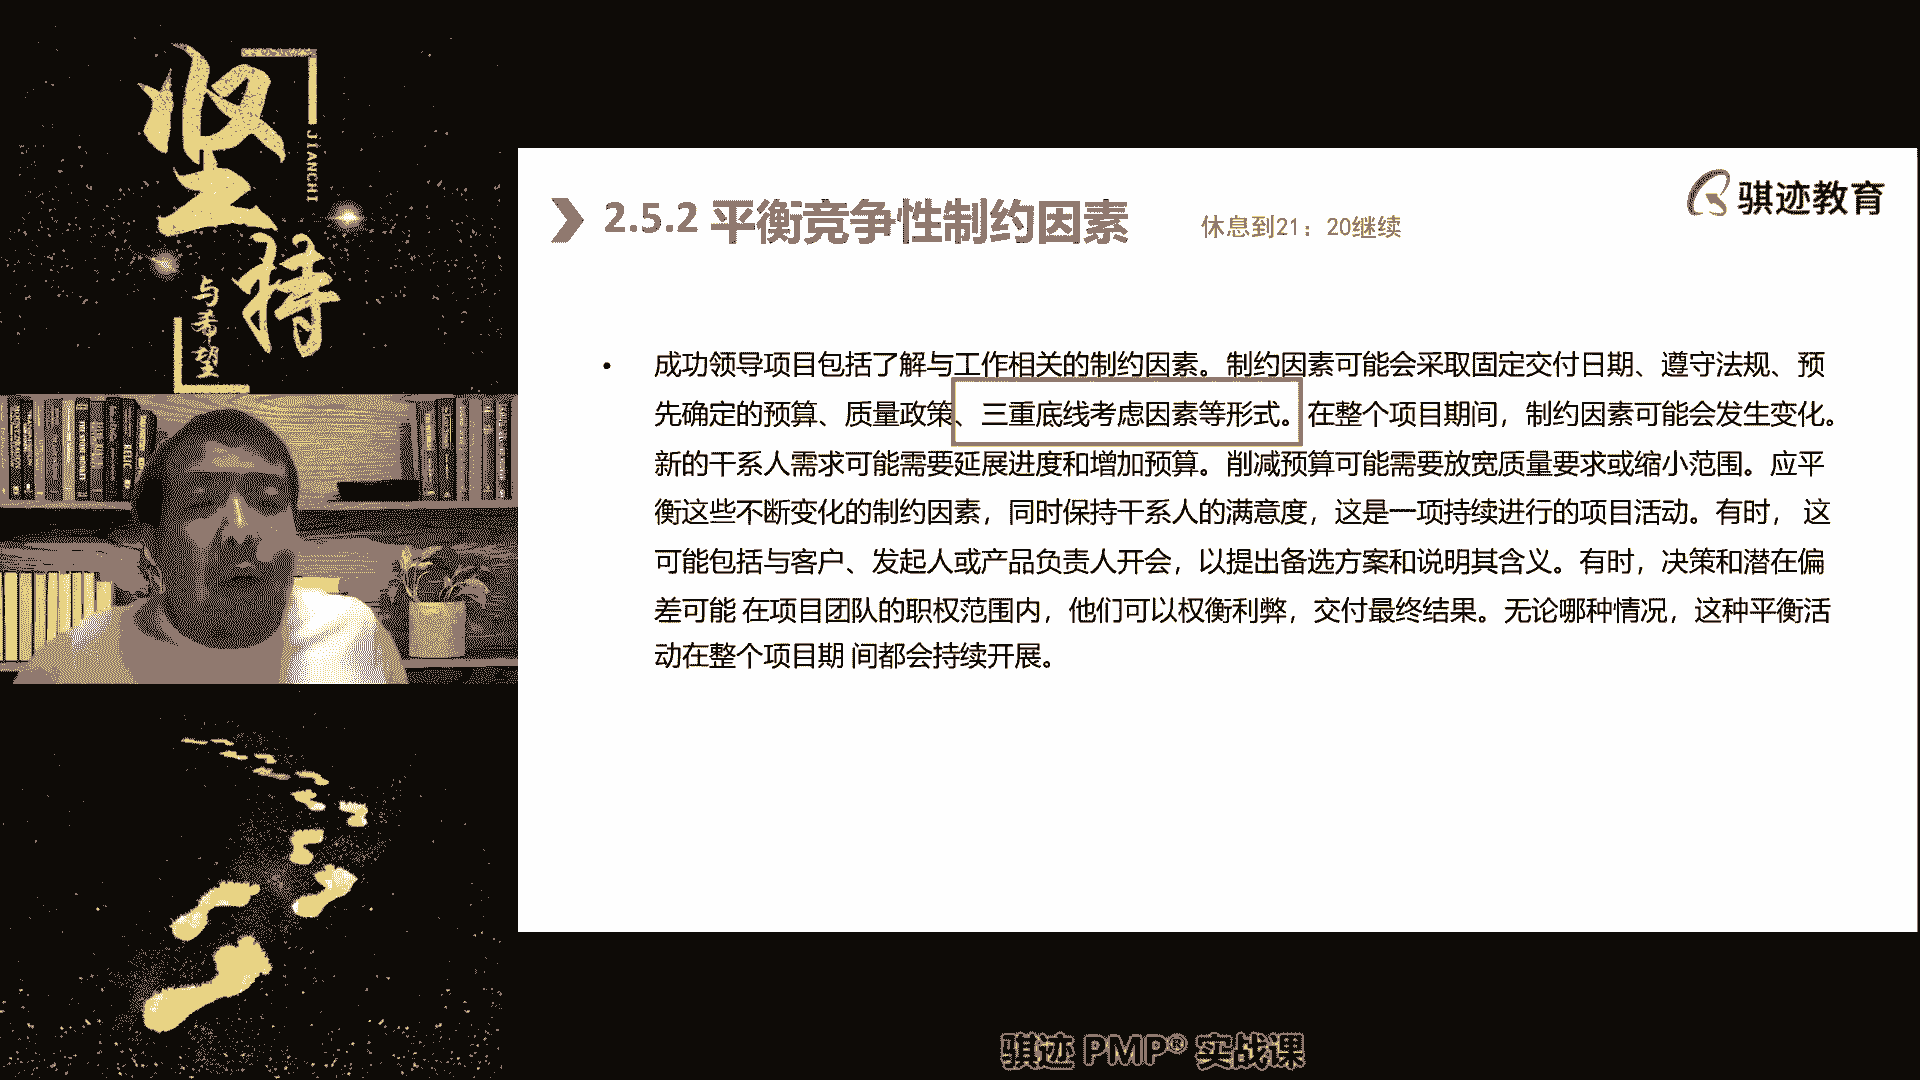 坚持
JIANCHI
与希望
骐迹教育
2.5.2 平衡竞争性制约因素
休息到21：20继续
• 成功领导项目包括了解与工作相关的制约因素。制约因素可能会采取固定交付日期、遵守法规、预
先确定的预算、质量政策、三重底线考虑因素等形式。在整个项目期间，制约因素可能会发生变化。
新的干系人需求可能需要延展进度和增加预算。削减预算可能需要放宽质量要求或缩小范围。应平
衡这些不断变化的制约因素，同时保持干系人的满意度，这是一项持续进行的项目活动。有时， 这
可能包括与客户、发起人或产品负责人开会，以提出备选方案和说明其含义。有时，决策和潜在偏
差可能 在项目团队的职权范围内，他们可以权衡利弊，交付最终结果。无论哪种情况，这种平衡活
动在整个项目期 间都会持续开展。
骐迹 PMP® 实战课